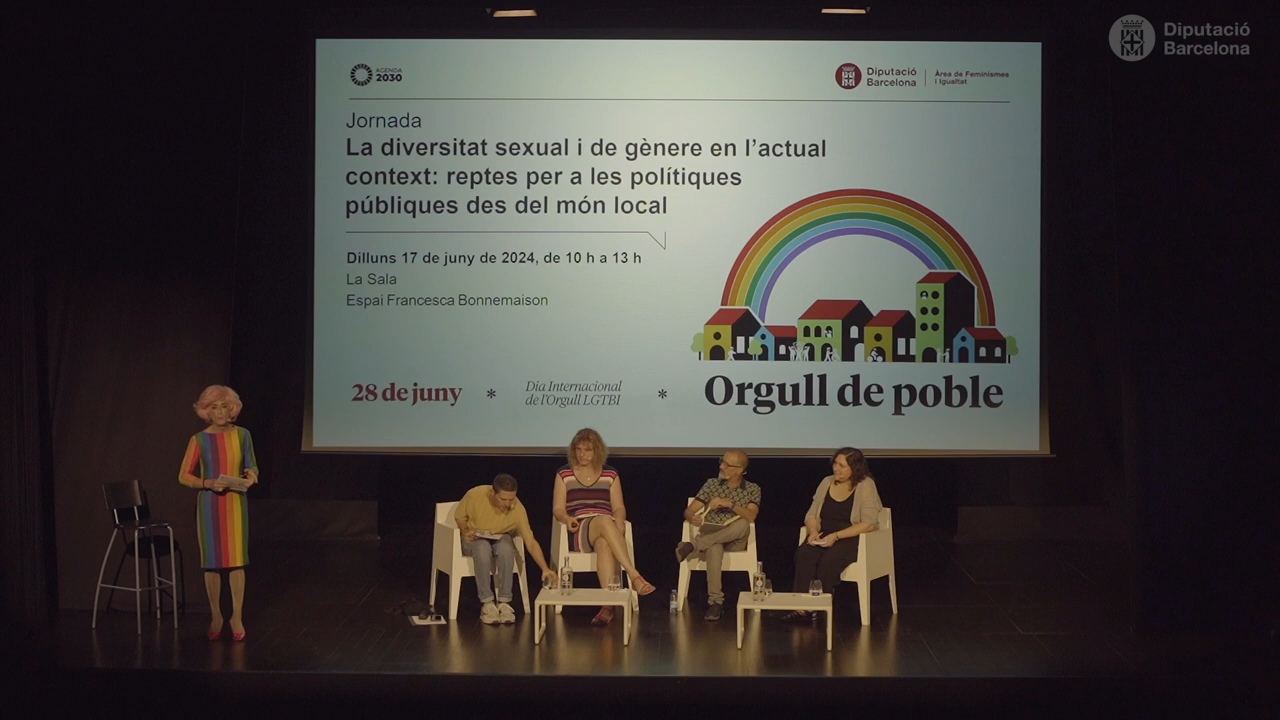 Diputació
Barcelona
AGENDA
2030
Diputació
Barcelona
Àrea de Feminismes
i Igualtat
Jornada
La diversitat sexual i de gènere en l'actual
context: reptes per a les polítiques
públiques des del món local
Dilluns 17 de juny de 2024, de 10 h a 13 h
La Sala
Espai Francesca Bonnemaison
28 de juny
*
Dia Internacional
de l'Orgull LGTBI
*
Orgull de poble